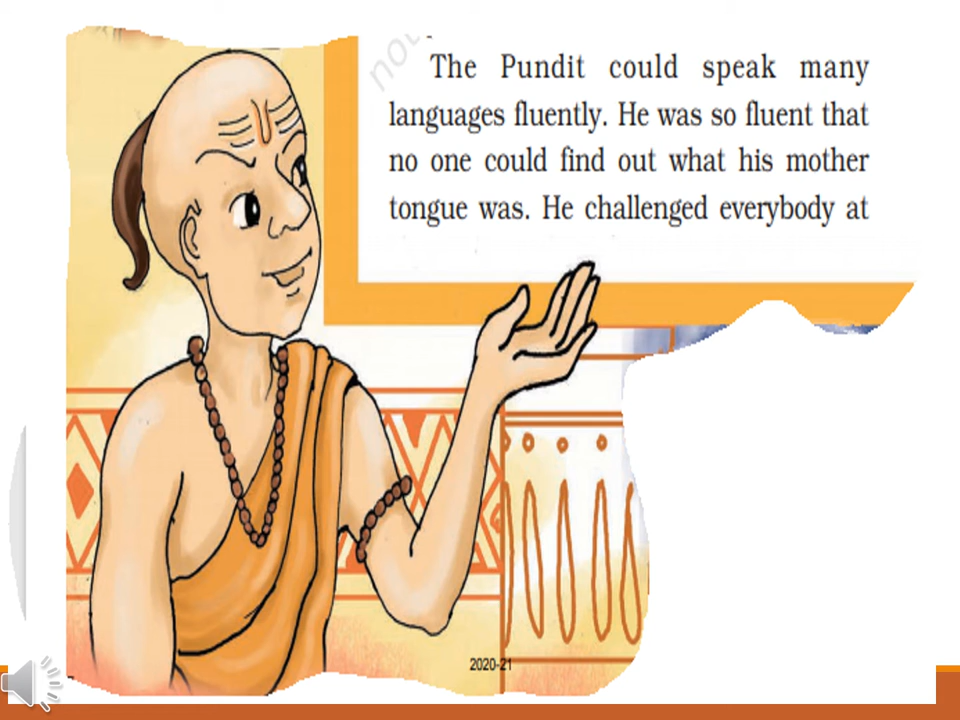 The Pundit could speak many
languages fluently. He was so fluent that
no one could find out what his mother
tongue was. He challenged everybody at
2020-21